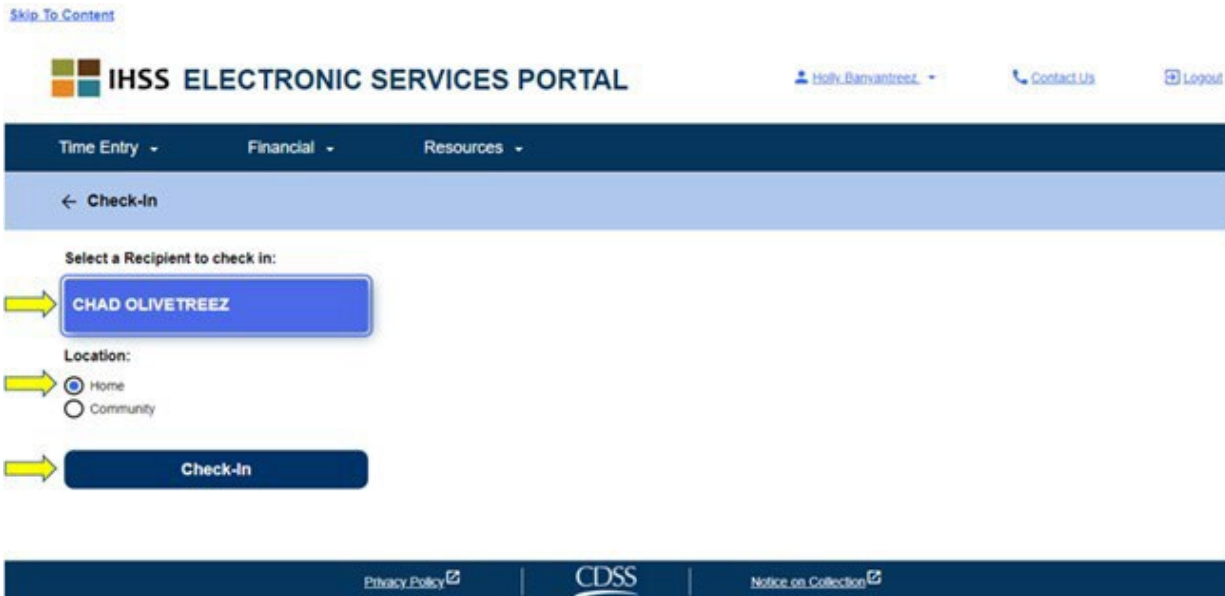 Skip To Content
IHSS ELECTRONIC SERVICES PORTAL
Holly Banyantreez
Contact Us
Logout
Time Entry
Financial
Resources
Check-In
Select a Recipient to check in:
CHAD OLIVETREEZ
Location:
Home
Community
Check-In
Privacy Policy
CDSS
Notice on Collection